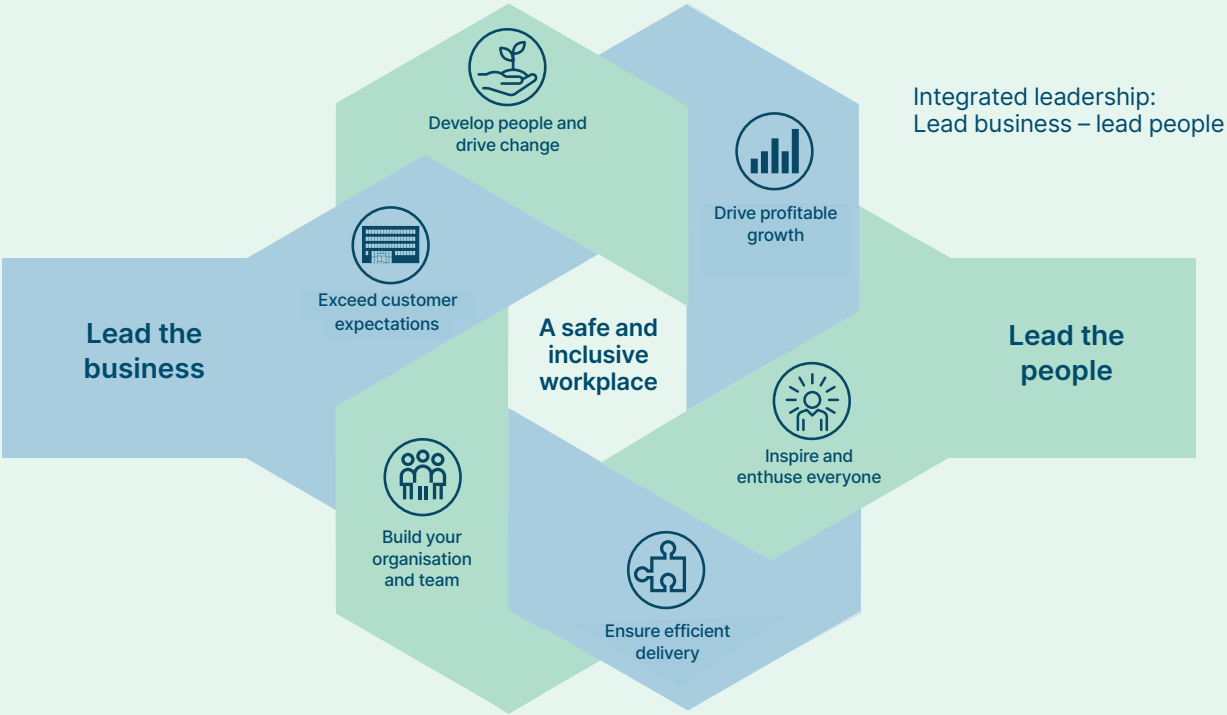 Integrated leadership:
Lead business – lead people
Develop people and
drive change
Drive profitable
growth
Exceed customer
expectations
Lead the
business
A safe and
inclusive
workplace
Lead the
people
Inspire and
enthuse everyone
Build your
organisation
and team
Ensure efficient
delivery